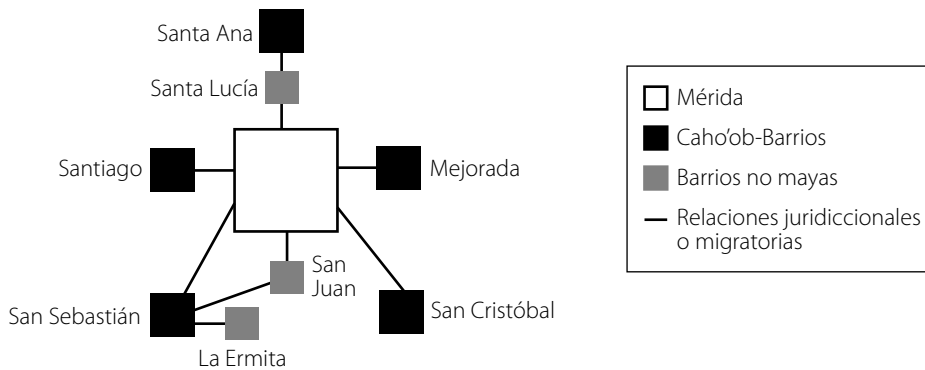 Santa Ana
Santa Lucía
Santiago
Mejorada
San
Juan
San Sebastián
San Cristóbal
La Ermita
Mérida
Caho'ob-Barrios
Barrios no mayas
Relaciones juridiccionales
o migratorias